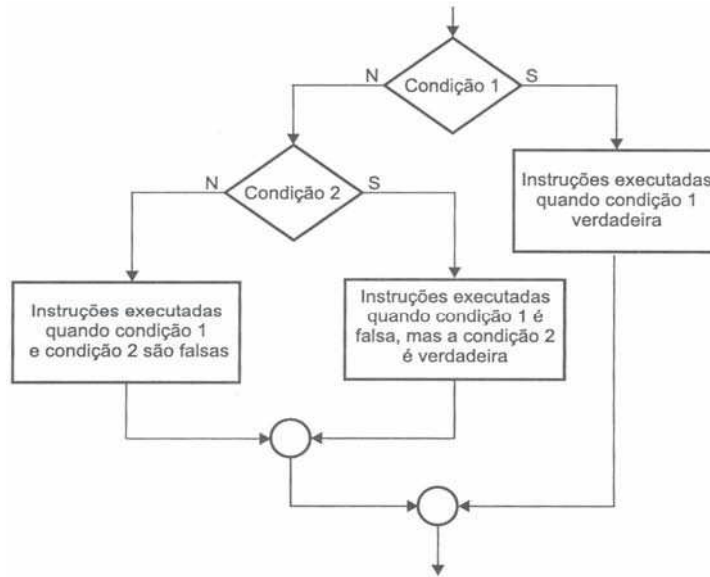 Condição 1
N
S
Condição 2
N
S
Instruções executadas
quando condição 1
verdadeira
Instruções executadas
quando condição 1
e condição 2 são falsas
Instruções executadas
quando condição 1 é
falsa, mas a condição 2
é verdadeira